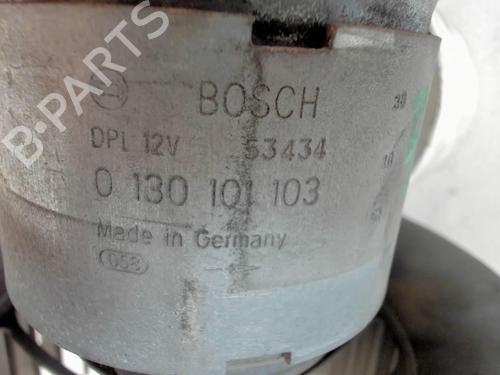 B-PARTS
BOSCH
DPL 12V 53434
0 130 101 103
Made in Germany
058